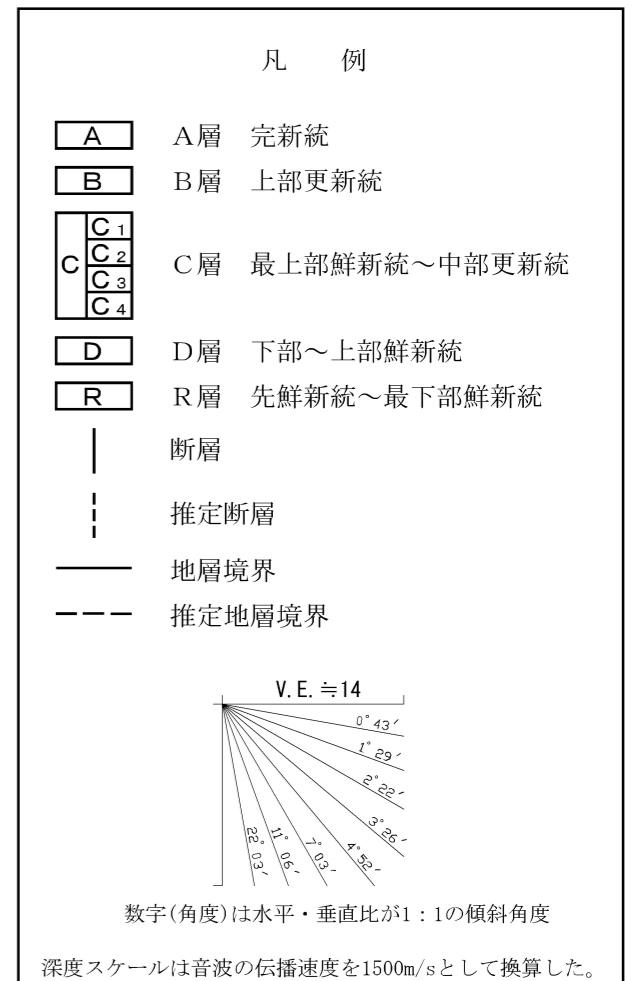 凡　例
A　A層　完新統
B　B層　上部更新統
C　C1　C2　C3　C4　C層　最上部鮮新統～中部更新統
D　D層　下部～上部鮮新統
R　R層　先鮮新統～最下部鮮新統
断層
推定断層
地層境界
推定地層境界
V.E.≒14
0°43′
1°29′
2°22′
3°26′
4°52′
7°03′
11°06′
22°03′
数字(角度)は水平・垂直比が1：1の傾斜角度
深度スケールは音波の伝播速度を1500m/sとして換算した。